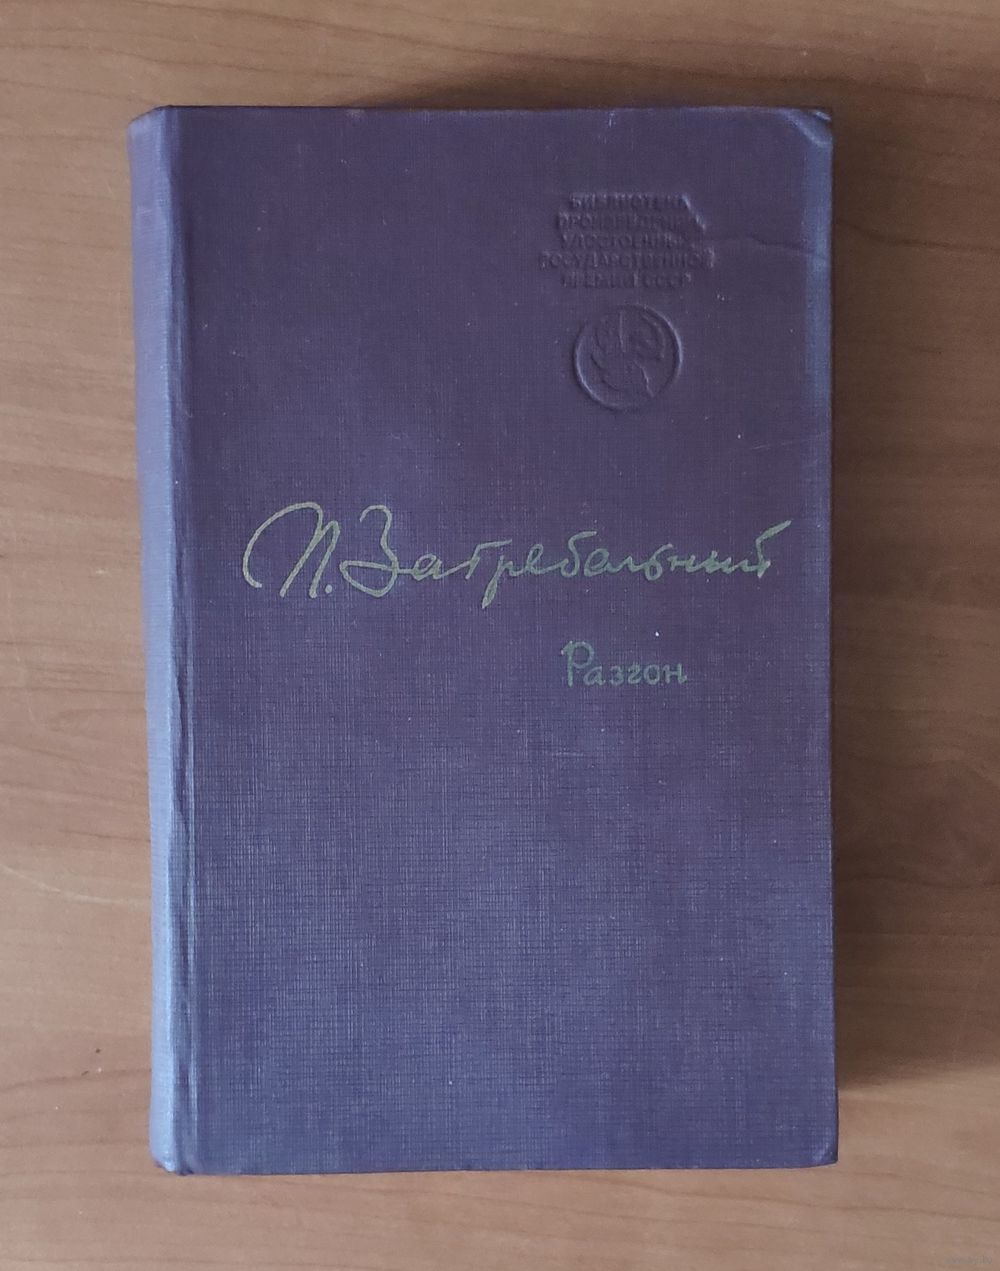 БИБЛИОТЕКА
ПРОИЗВЕДЕНИЙ,
УДОСТОЕННЫХ
ГОСУДАРСТВЕННОЙ
ПРЕМИИ СССР
П. Загребельный
Разгон